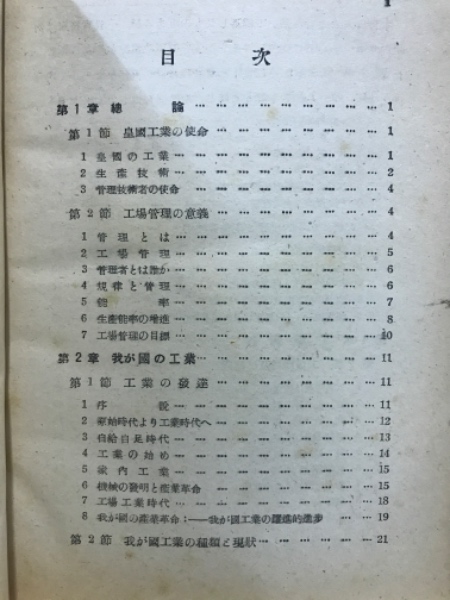 1
目 次
第1章 總 論 … … … … … … … … … 1
第1節 皇國工業の使命 … … … … … … … 1
1 皇國の工業 … … … … … … … … 1
2 生産技術 … … … … … … … … 2
3 管理技術者の使命 … … … … … … … 4
第2節 工場管理の意義 … … … … … … … 4
1 管理とは … … … … … … … … 4
2 工場管理 … … … … … … … … 5
3 管理者とは誰か … … … … … … … … 6
4 規律と管理 … … … … … … … … 6
5 能率 … … … … … … … … 7
6 生産能率の増進 … … … … … … … … 8
7 工場管理の目標 … … … … … … … … 10
第2章 我が國の工業 … … … … … … … … 11
第1節 工業の發達 … … … … … … … 11
1 序説 … … … … … … … … 11
2 原始時代より工業時代へ … … … … … … 12
3 自給自足時代 … … … … … … … … 13
4 工業の始め … … … … … … … … 14
5 家内工業 … … … … … … … … 15
6 機械の發明と産業革命 … … … … … … … 15
7 工場工業時代 … … … … … … … … 18
8 我が國の産業革命:——我が國工業の躍進的進歩 … … … 19
第2節 我が國工業の種類と現狀 … … … … … … 21